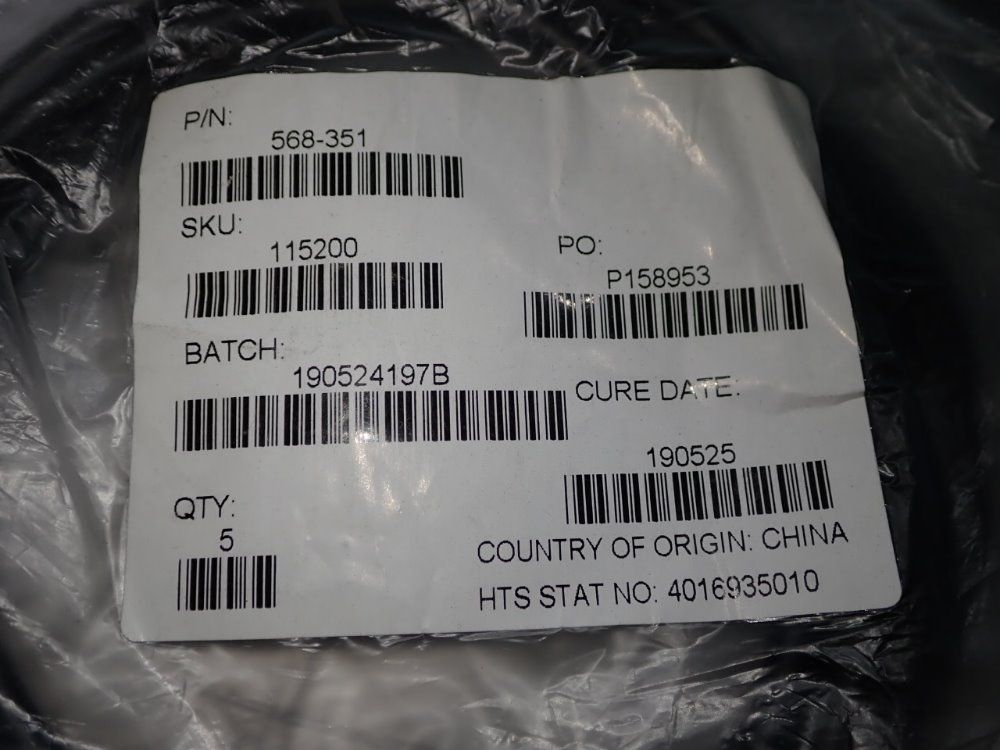 P/N:
568-351
SKU:
115200
PO:
P158953
BATCH:
190524197B
CURE DATE:
190525
QTY:
5
COUNTRY OF ORIGIN: CHINA
HTS STAT NO: 4016935010